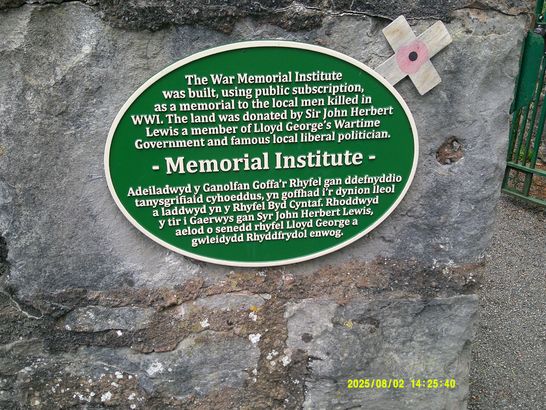 The War Memorial Institute
was built, using public subscription,
as a memorial to the local men killed in
WWI. The land was donated by Sir John Herbert
Lewis a member of Lloyd George's Wartime
Government and famous local liberal politician.
- Memorial Institute -
Adeiladwyd y Ganolfan Goffa'r Rhyfel gan ddefnyddio
tanysgrifiaid cyhoeddus, yn goffhad i'r dynion lleol
a laddwyd yn y Rhyfel Byd Cyntaf. Rhoddwyd
y tir i Gaerwys gan Syr John Herbert Lewis,
aelod o senedd rhyfel Lloyd George a
gwleidydd Rhyddfrydol enwog.
2025/08/02 14:25:40